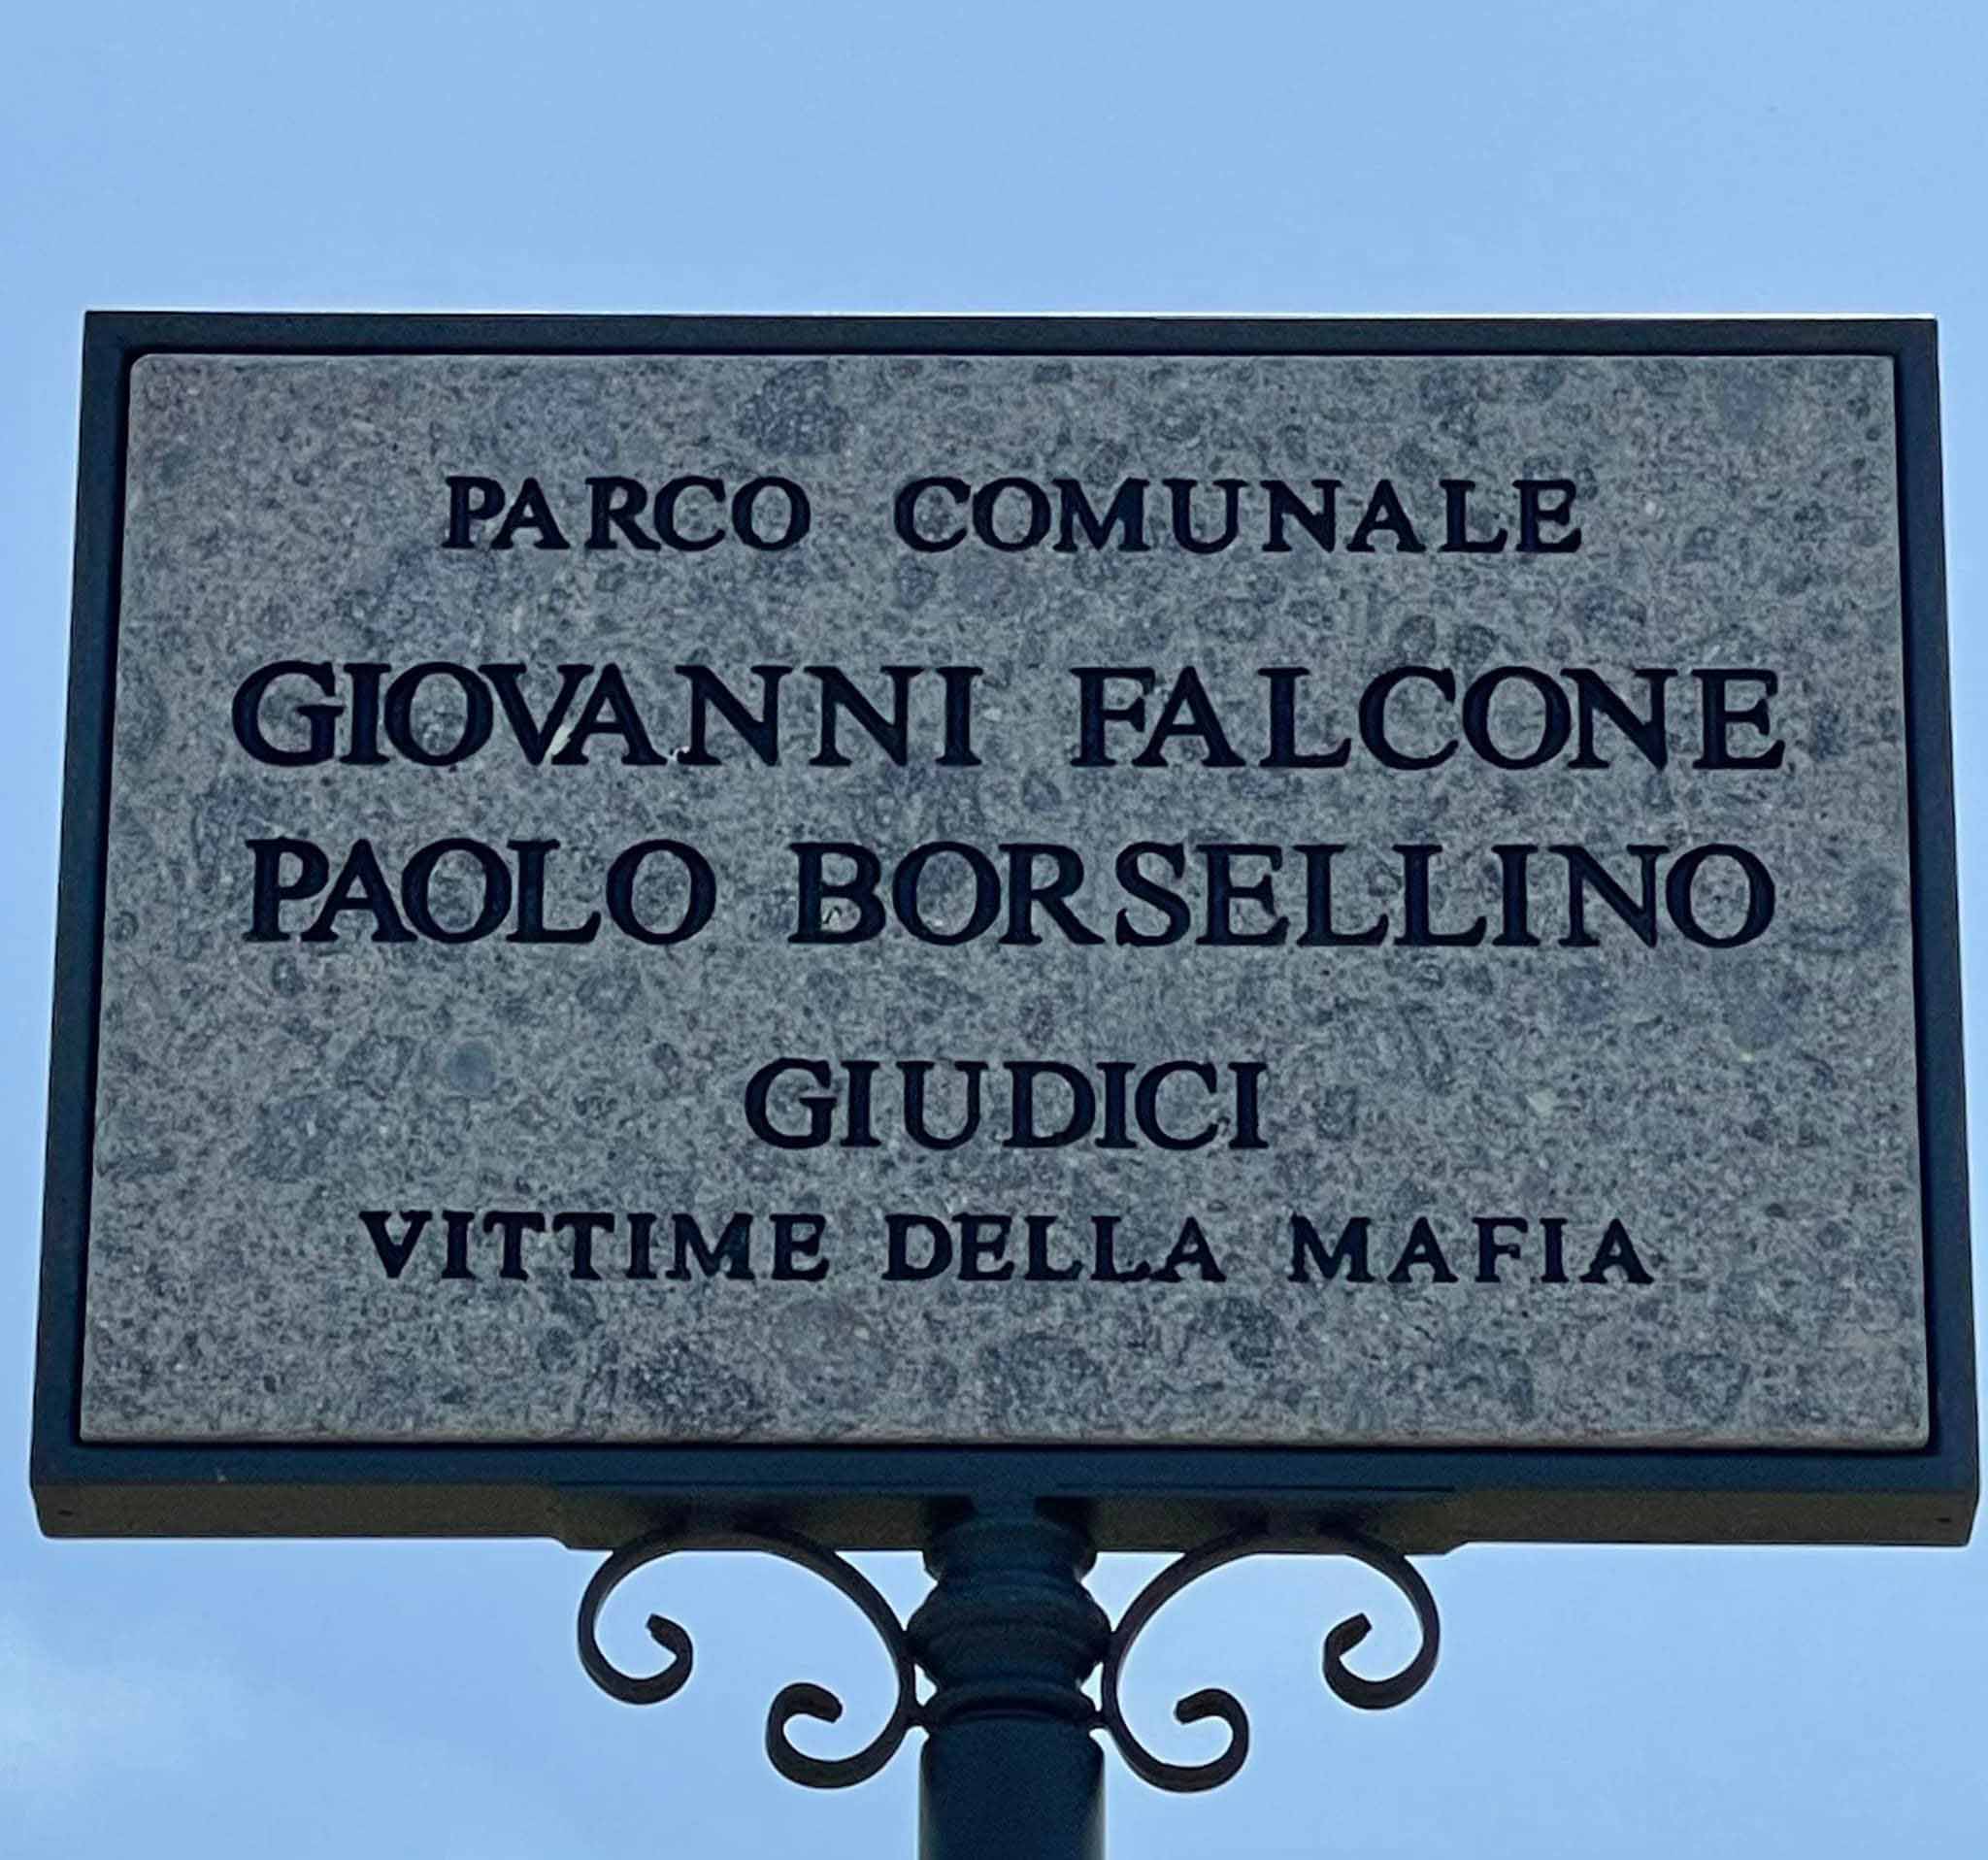 PARCO COMUNALE
GIOVANNI FALCONE
PAOLO BORSELLINO
GIUDICI
VITTIME DELLA MAFIA